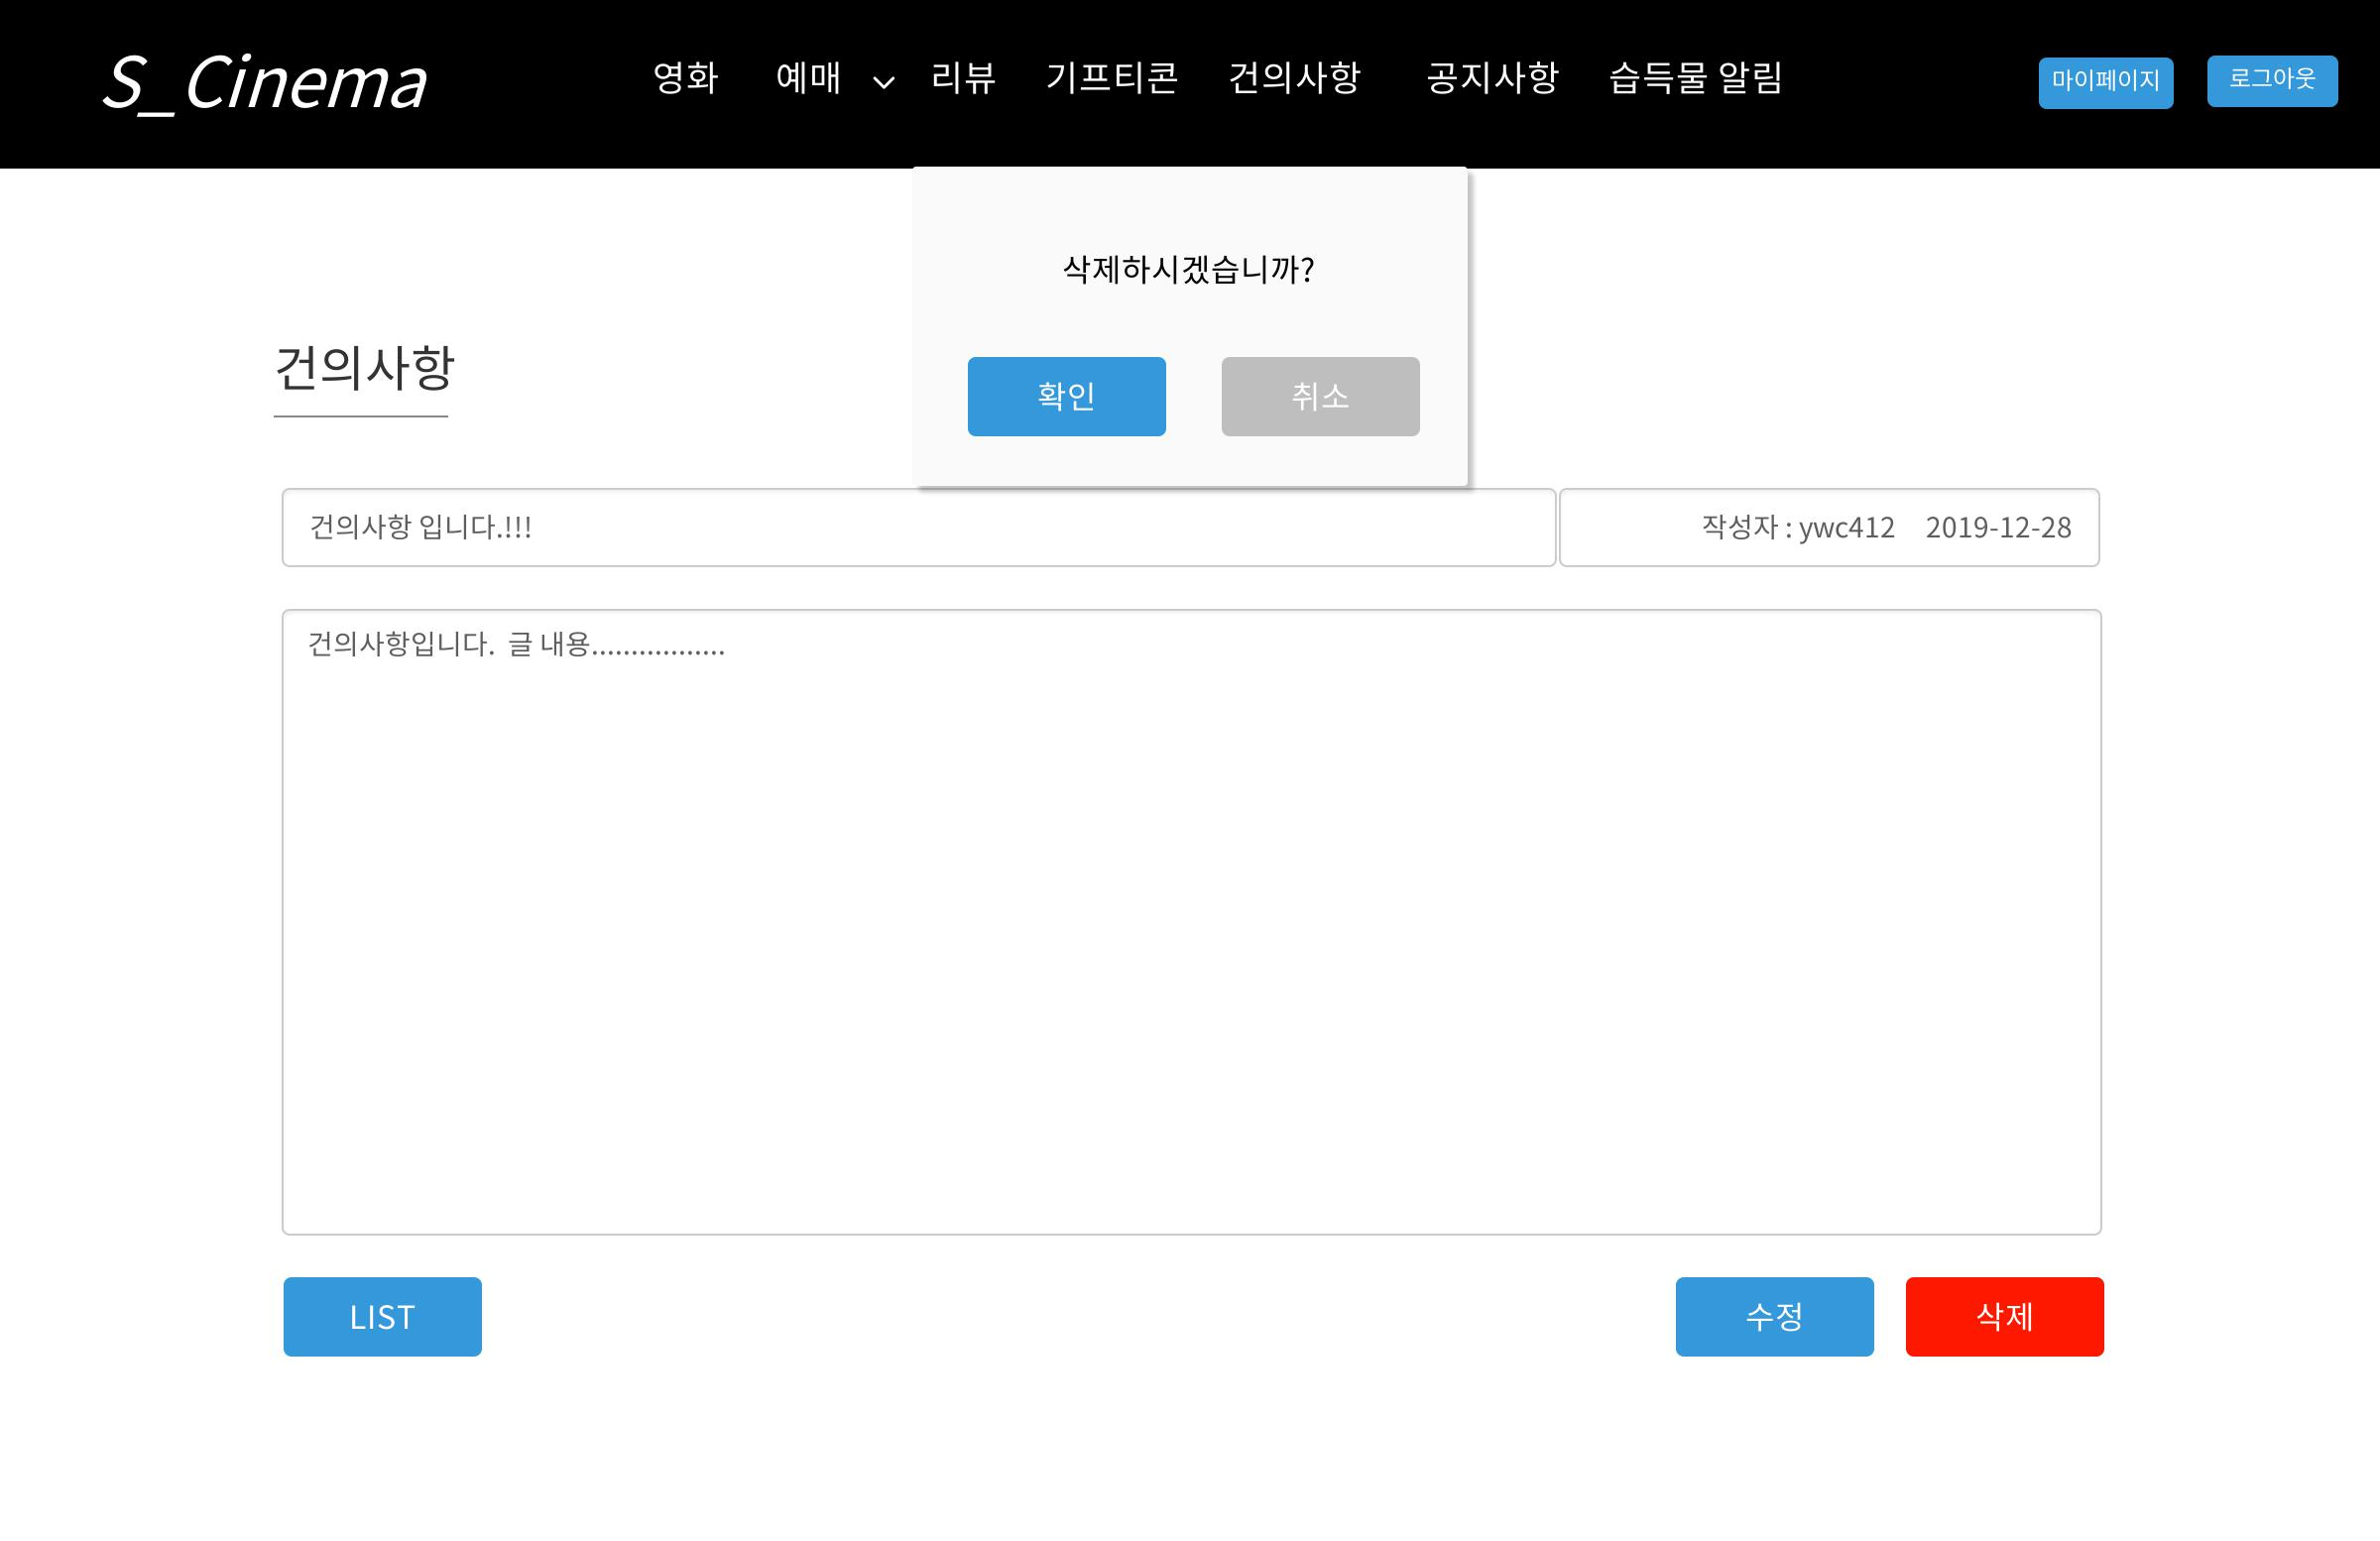 S_Cinema 영화 예매 리뷰 기프티콘 건의사항 공지사항 습득물 알림 마이페이지 로그아웃
삭제하시겠습니까?
확인 취소
건의사항
건의사항 입니다.!!! 작성자 : ywc412 2019-12-28
건의사항입니다. 글 내용.................
LIST 수정 삭제